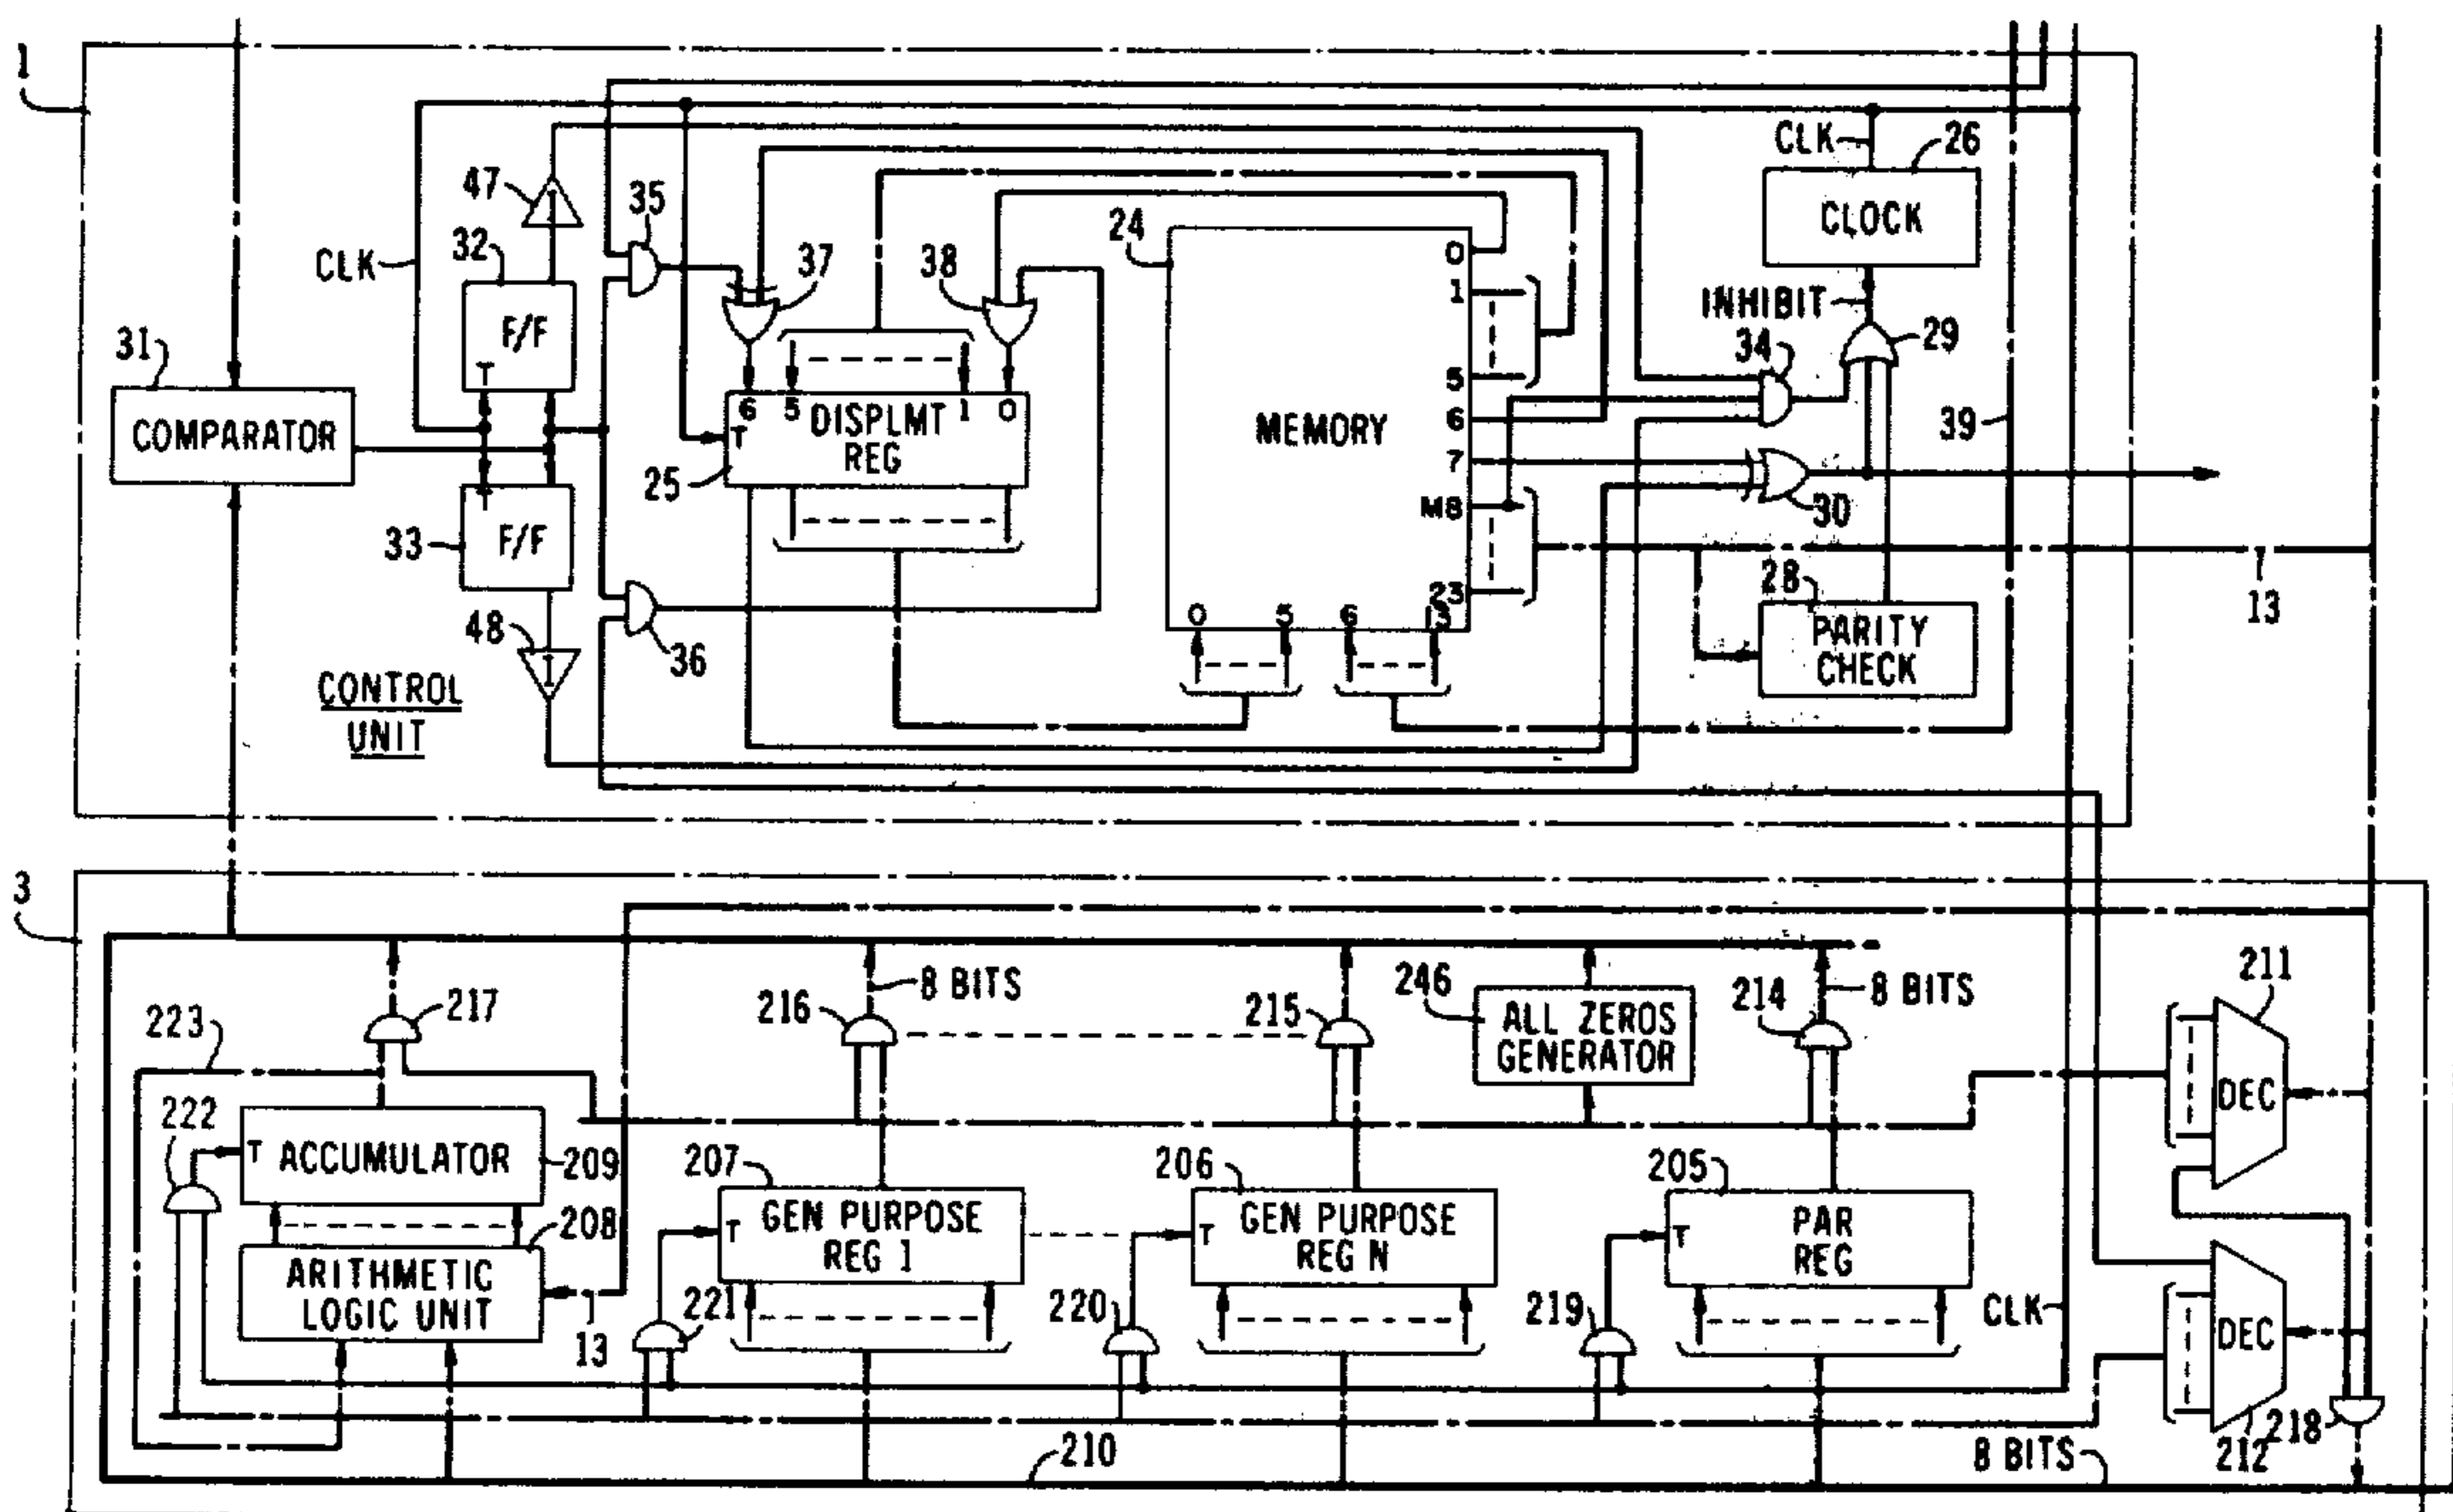 1
CLK
26
47
35
CLOCK
CLK
32
37
38
24
0
1
INHIBIT
29
31
F/F
T
34
5
6 5 DISPLMT 1 0
REG
T
COMPARATOR
MEMORY
6
39
25
7
T
F/F
33
M8
30
28
13
23
0 5 6 13
48
36
PARITY
CHECK
CONTROL
UNIT
3
211
217
216
8 BITS
215
246
ALL ZEROS
GENERATOR
214
8 BITS
223
DEC
222
T ACCUMULATOR
209
207
206
205
208
T GEN PURPOSE
REG 1
T GEN PURPOSE
REG N
T PAR
REG
ARITHMETIC
LOGIC UNIT
13
221
220
219
CLK
DEC
210
8 BITS
212
218